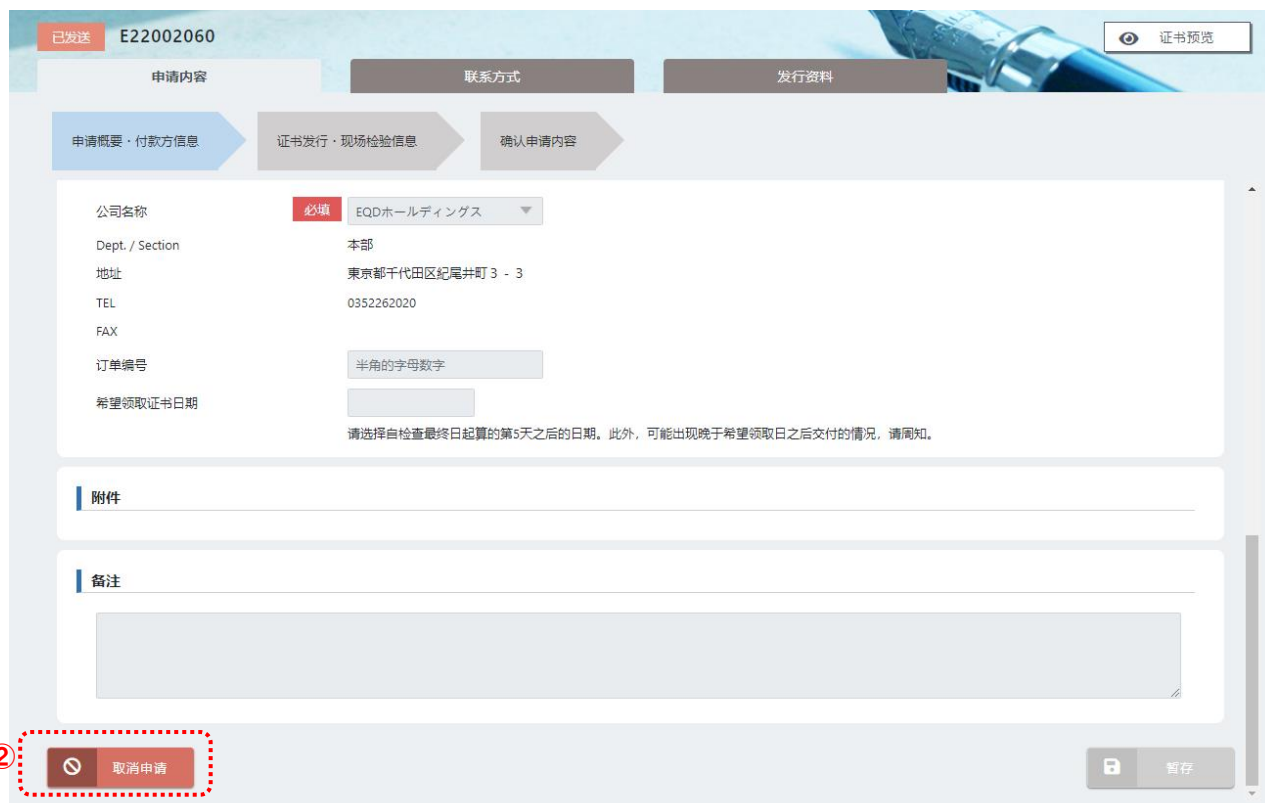 已发送 E22002060
证书预览
申请内容 联系方式 发行资料
申请概要・付款方信息 证书发行・现场检验信息 确认申请内容
公司名称 必填 EQDホールディングス
Dept. / Section 本部
地址 東京都千代田区紀尾井町３－３
TEL 0352262020
FAX
订单编号 半角的字母数字
希望领取证书日期
请选择自检查最终日起算的第5天之后的日期。此外，可能出现晚于希望领取日之后交付的情况，请周知。
附件
备注
② 取消申请 暂存